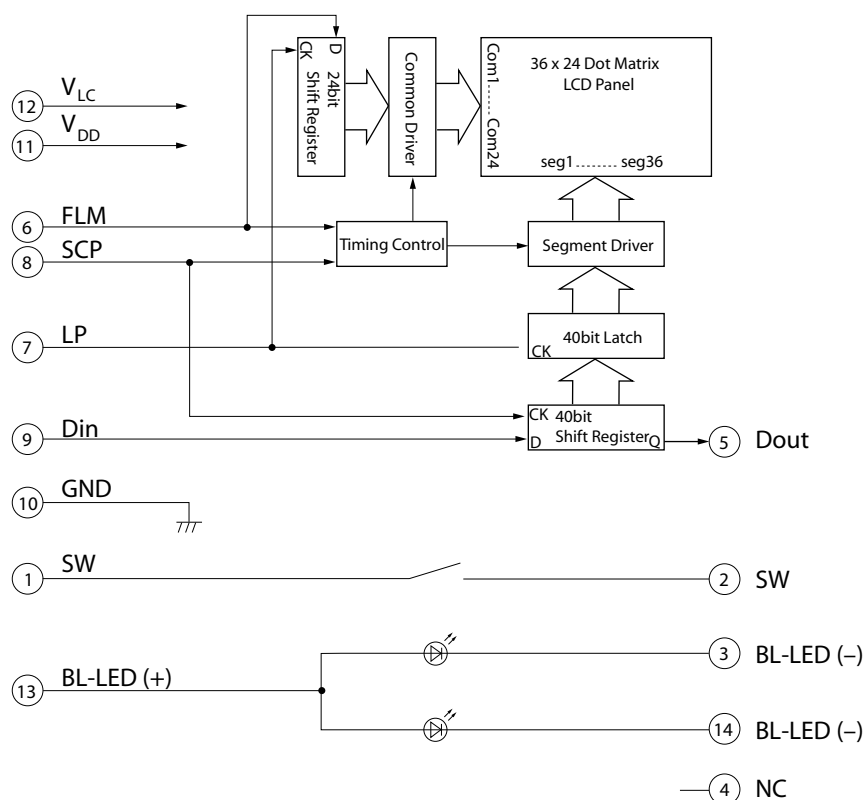 CK
D
24bit
Shift Register
Common Driver
Com1........Com24
36 x 24 Dot Matrix
LCD Panel
seg1......... seg36
12
VLC
11
VDD
6
FLM
8
SCP
Timing Control
Segment Driver
7
LP
40bit Latch
CK
9
Din
CK
40bit
Shift Register
D
Q
5
Dout
10
GND
1
SW
2
SW
3
BL-LED (–)
13
BL-LED (+)
14
BL-LED (–)
4
NC